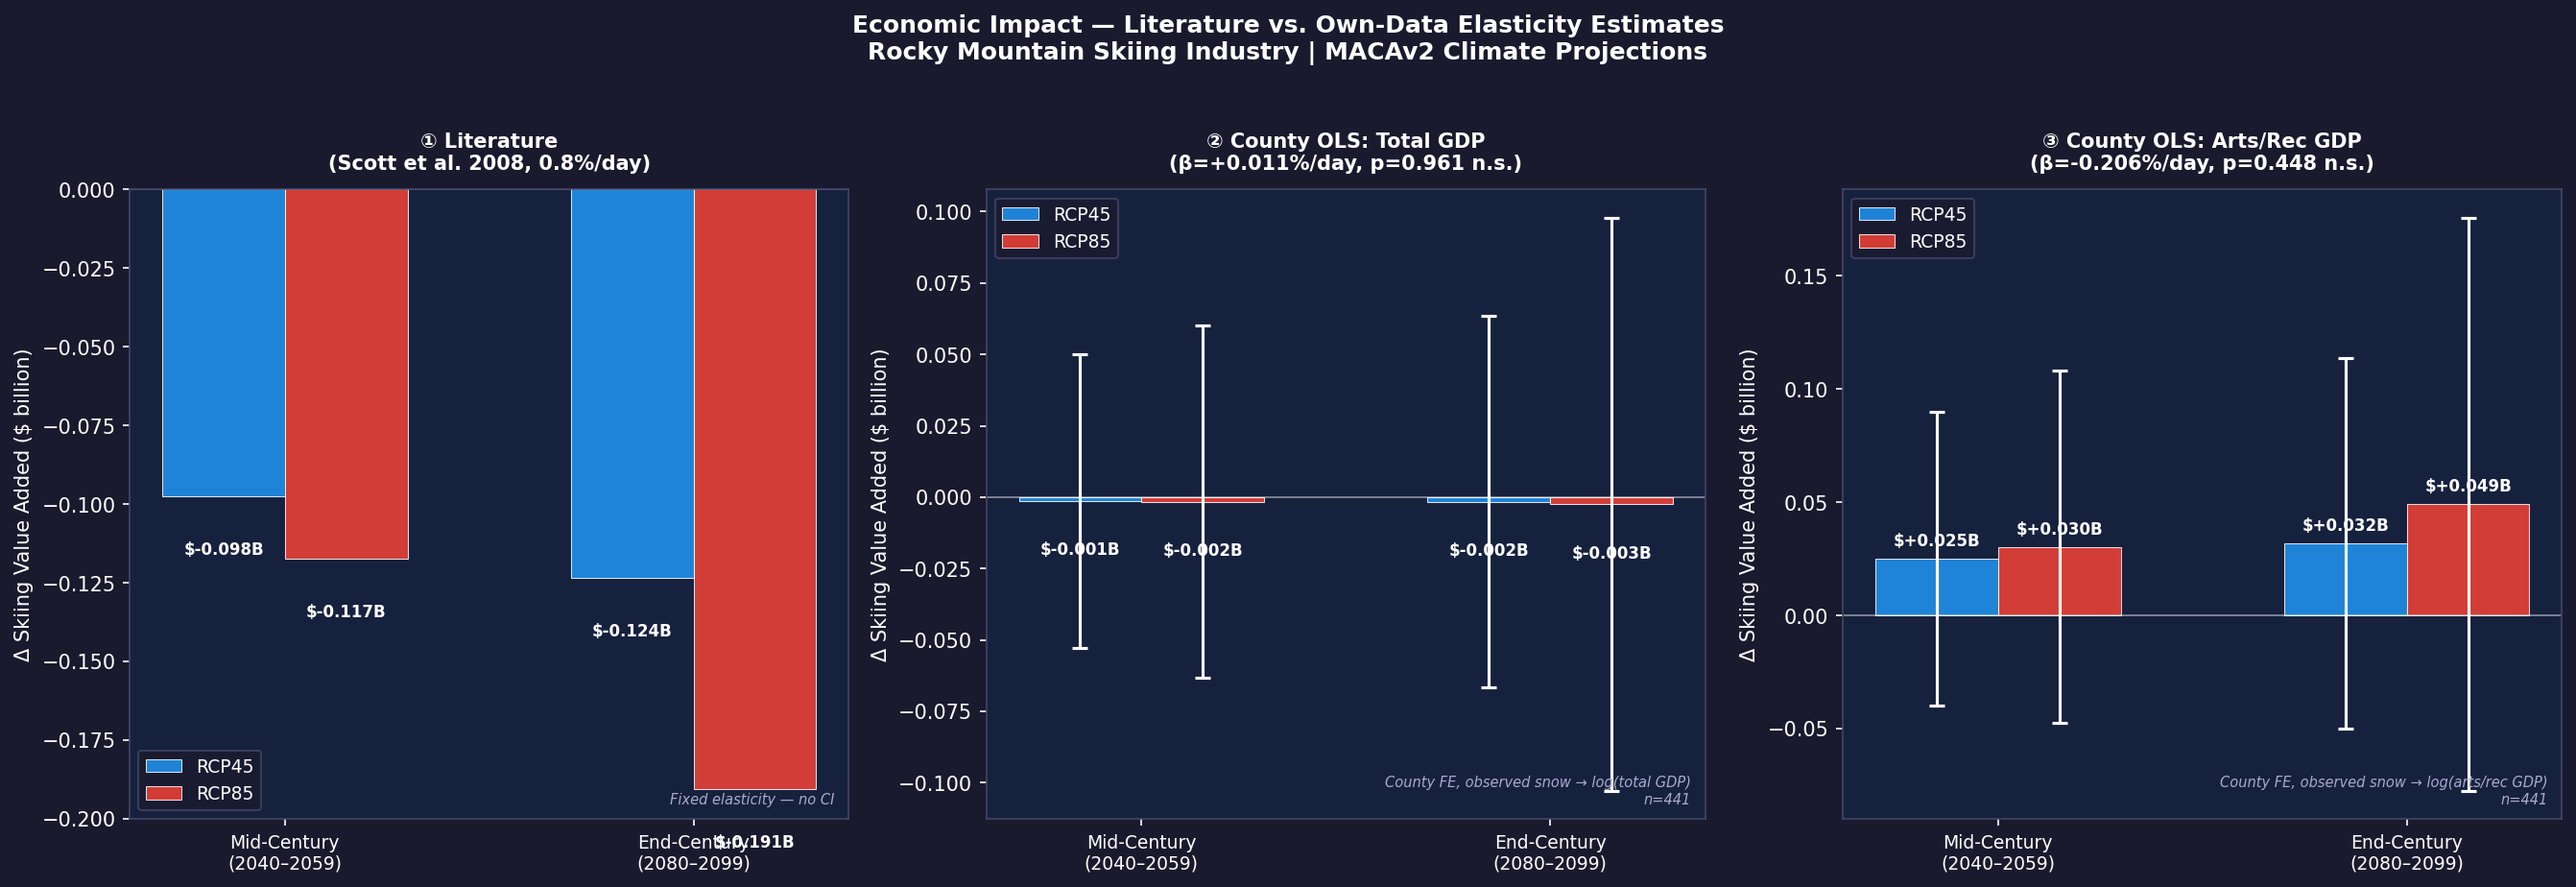 Economic Impact — Literature vs. Own-Data Elasticity Estimates
Rocky Mountain Skiing Industry | MACAv2 Climate Projections
① Literature
(Scott et al. 2008, 0.8%/day)
Δ Skiing Value Added ($ billion)
0.000
−0.025
−0.050
−0.075
−0.100
−0.125
−0.150
−0.175
−0.200
$-0.098B
$-0.117B
$-0.124B
$-0.191B
RCP45
RCP85
Fixed elasticity — no CI
Mid-Century
(2040–2059)
End-Century
(2080–2099)
② County OLS: Total GDP
(β=+0.011%/day, p=0.961 n.s.)
Δ Skiing Value Added ($ billion)
0.100
0.075
0.050
0.025
0.000
−0.025
−0.050
−0.075
−0.100
RCP45
RCP85
$-0.001B
$-0.002B
$-0.002B
$-0.003B
County FE, observed snow → log(total GDP)
n=441
Mid-Century
(2040–2059)
End-Century
(2080–2099)
③ County OLS: Arts/Rec GDP
(β=-0.206%/day, p=0.448 n.s.)
Δ Skiing Value Added ($ billion)
0.15
0.10
0.05
0.00
−0.05
RCP45
RCP85
$+0.025B
$+0.030B
$+0.032B
$+0.049B
County FE, observed snow → log(arts/rec GDP)
n=441
Mid-Century
(2040–2059)
End-Century
(2080–2099)